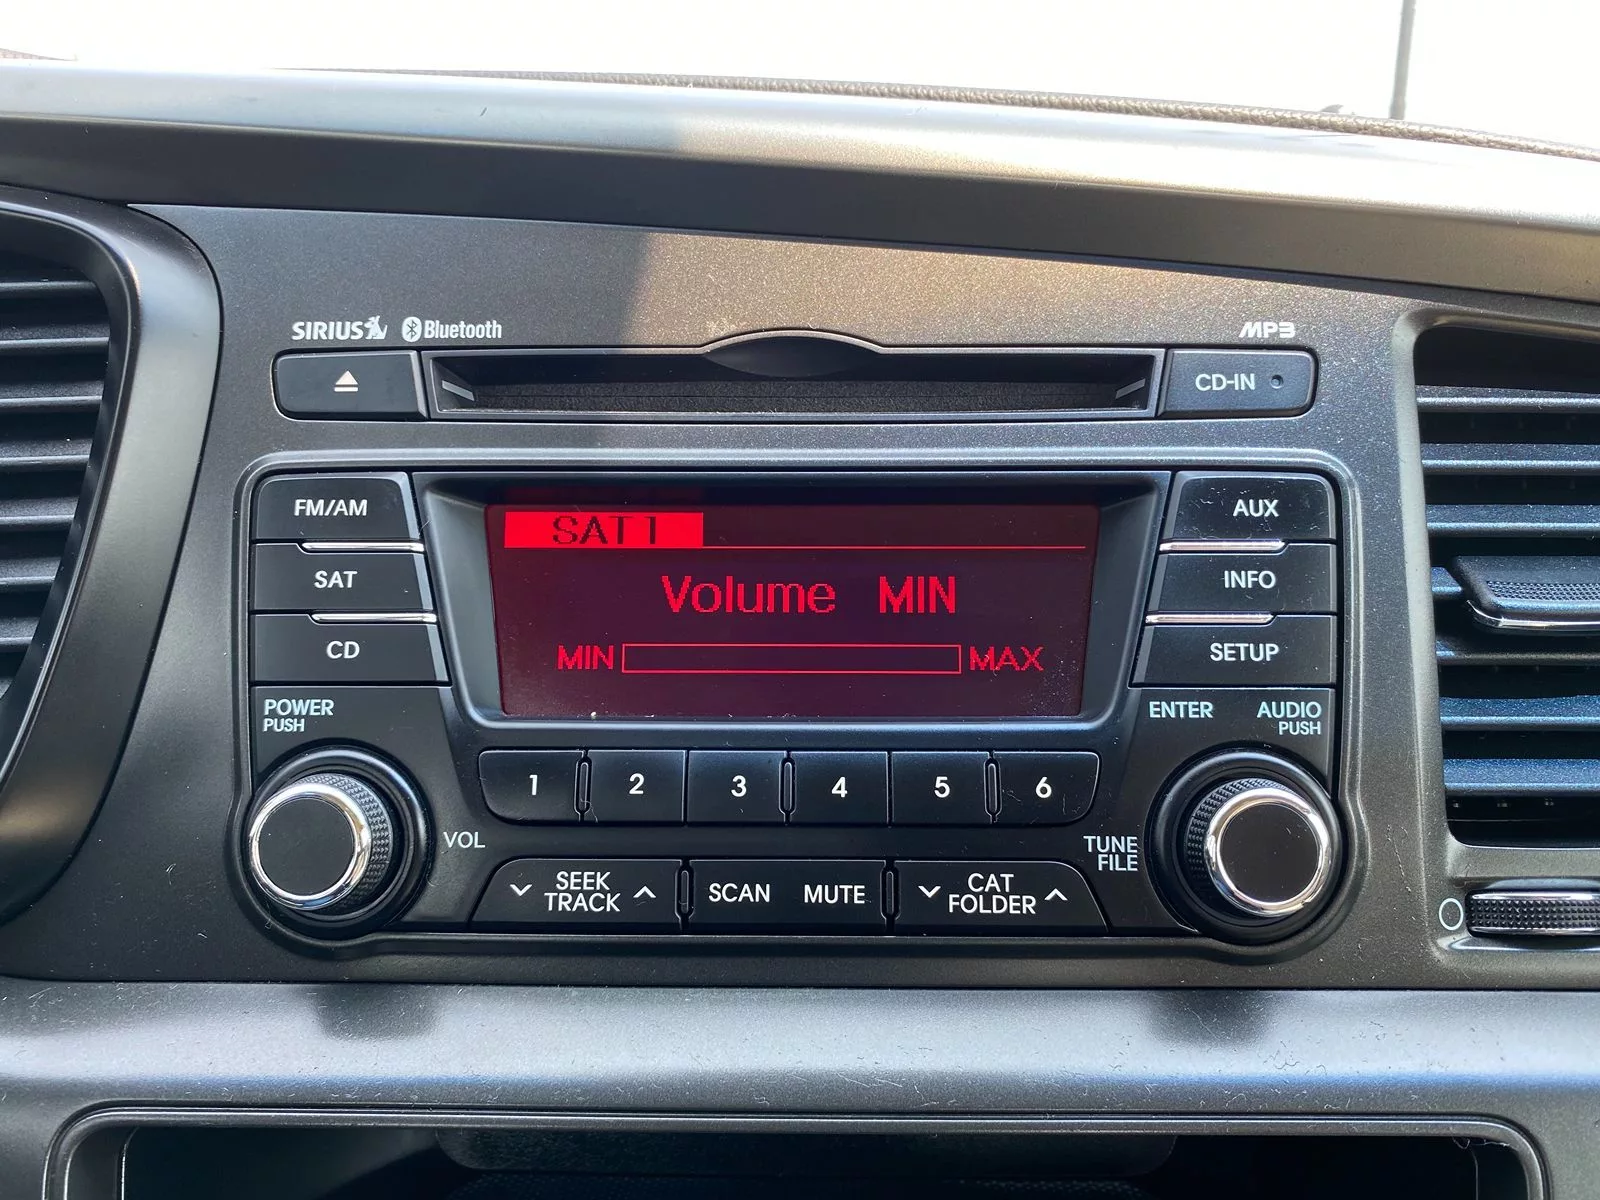 SIRIUS Bluetooth MP3
CD-IN
FM/AM
SAT
CD
SAT 1
Volume MIN
MIN MAX
AUX
INFO
SETUP
POWER
PUSH
ENTER
AUDIO
PUSH
1 2 3 4 5 6
VOL
TUNE
FILE
SEEK
TRACK
SCAN MUTE
CAT
FOLDER